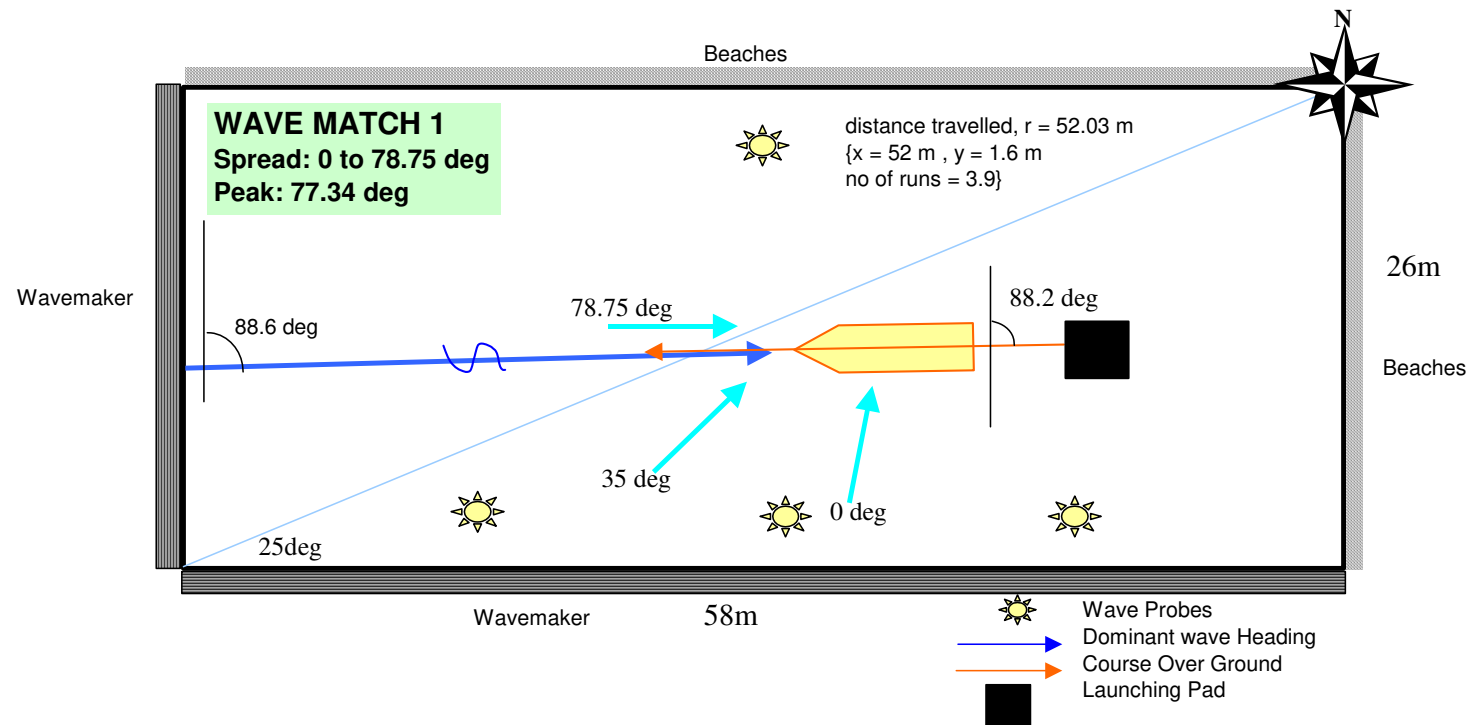 N
Beaches
WAVE MATCH 1
Spread: 0 to 78.75 deg
Peak: 77.34 deg
distance travelled, r = 52.03 m
{x = 52 m , y = 1.6 m
no of runs = 3.9}
26m
Wavemaker
78.75 deg
88.2 deg
88.6 deg
Beaches
35 deg
0 deg
25deg
Wavemaker
58m
Wave Probes
Dominant wave Heading
Course Over Ground
Launching Pad